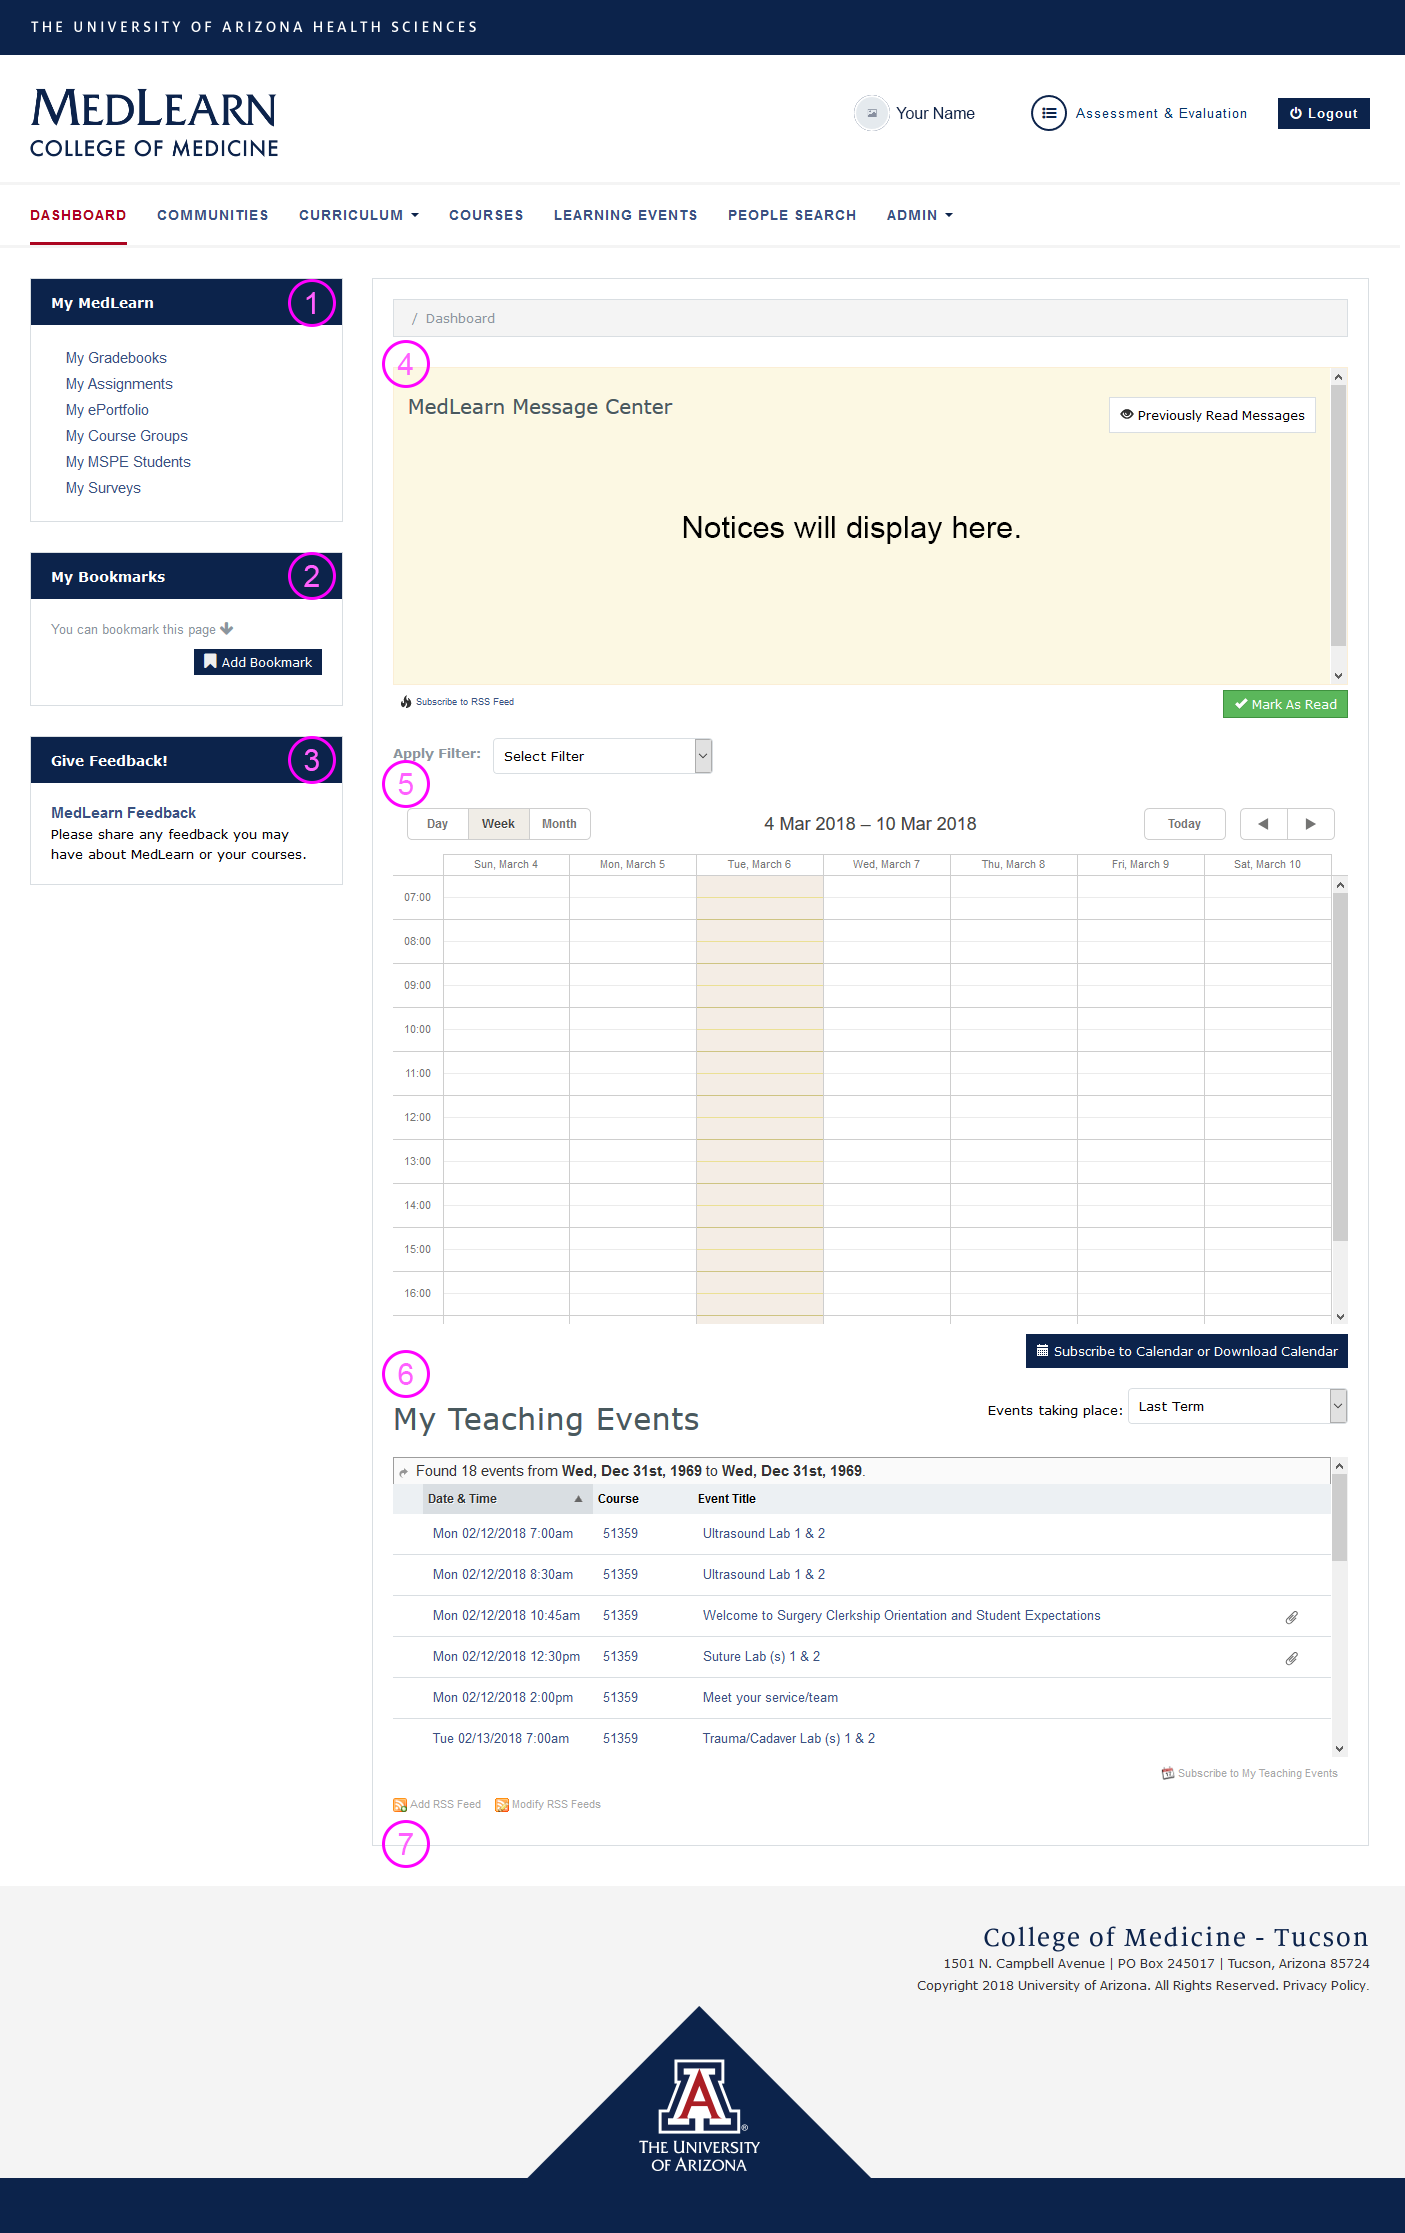 THE UNIVERSITY OF ARIZONA HEALTH SCIENCES
MEDLEARN
COLLEGE OF MEDICINE
Your Name
Assessment & Evaluation
Logout
DASHBOARD COMMUNITIES CURRICULUM COURSES LEARNING EVENTS PEOPLE SEARCH ADMIN
My MedLearn 1
My Gradebooks
My Assignments
My ePortfolio
My Course Groups
My MSPE Students
My Surveys
My Bookmarks 2
You can bookmark this page
Add Bookmark
Give Feedback! 3
MedLearn Feedback
Please share any feedback you may
have about MedLearn or your courses.
/ Dashboard
4
MedLearn Message Center
Previously Read Messages
Notices will display here.
Subscribe to RSS Feed
Mark As Read
Apply Filter: Select Filter
5
Day Week Month
4 Mar 2018 – 10 Mar 2018
Today
Sun, March 4 Mon, March 5 Tue, March 6 Wed, March 7 Thu, March 8 Fri, March 9 Sat, March 10
07:00
08:00
09:00
10:00
11:00
12:00
13:00
14:00
15:00
16:00
Subscribe to Calendar or Download Calendar
6
My Teaching Events
Events taking place: Last Term
Found 18 events from Wed, Dec 31st, 1969 to Wed, Dec 31st, 1969.
Date & Time Course Event Title
Mon 02/12/2018 7:00am 51359 Ultrasound Lab 1 & 2
Mon 02/12/2018 8:30am 51359 Ultrasound Lab 1 & 2
Mon 02/12/2018 10:45am 51359 Welcome to Surgery Clerkship Orientation and Student Expectations
Mon 02/12/2018 12:30pm 51359 Suture Lab (s) 1 & 2
Mon 02/12/2018 2:00pm 51359 Meet your service/team
Tue 02/13/2018 7:00am 51359 Trauma/Cadaver Lab (s) 1 & 2
Subscribe to My Teaching Events
Add RSS Feed Modify RSS Feeds
7
College of Medicine - Tucson
1501 N. Campbell Avenue | PO Box 245017 | Tucson, Arizona 85724
Copyright 2018 University of Arizona. All Rights Reserved. Privacy Policy.
A®
THE UNIVERSITY
OF ARIZONA